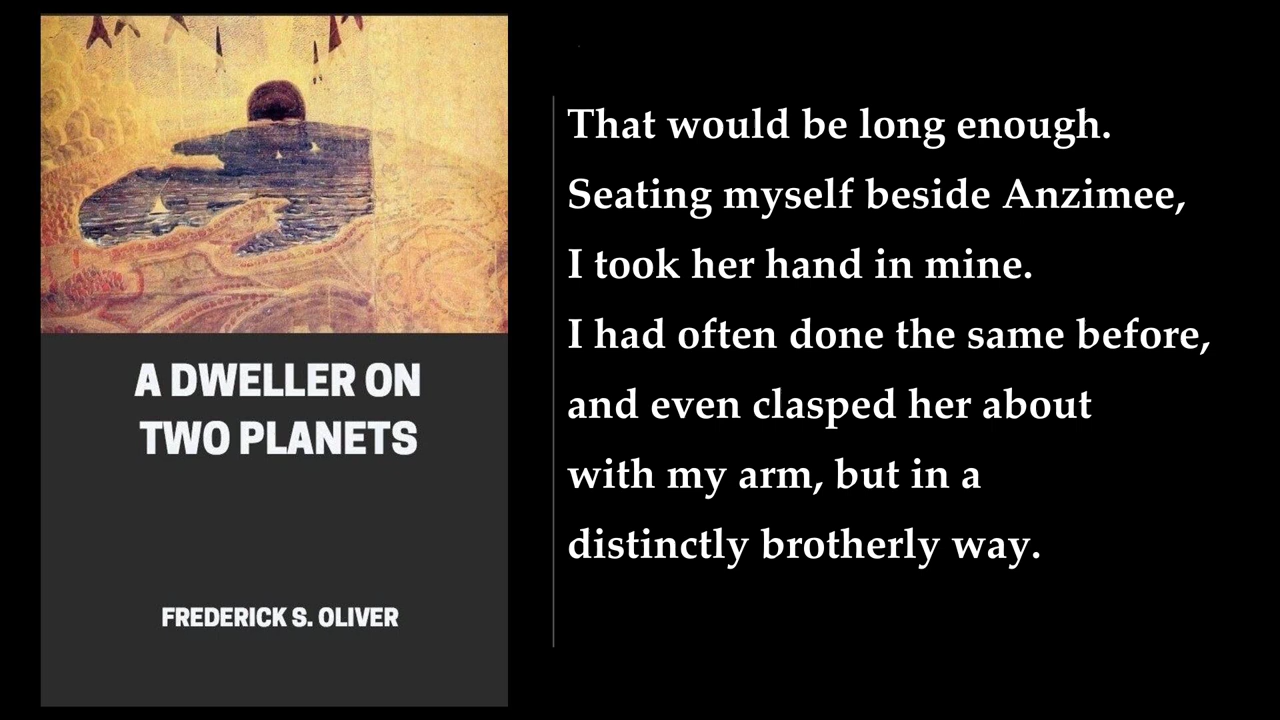 A DWELLER ON
TWO PLANETS
FREDERICK S. OLIVER
That would be long enough.
Seating myself beside Anzimee,
I took her hand in mine.
I had often done the same before,
and even clasped her about
with my arm, but in a
distinctly brotherly way.